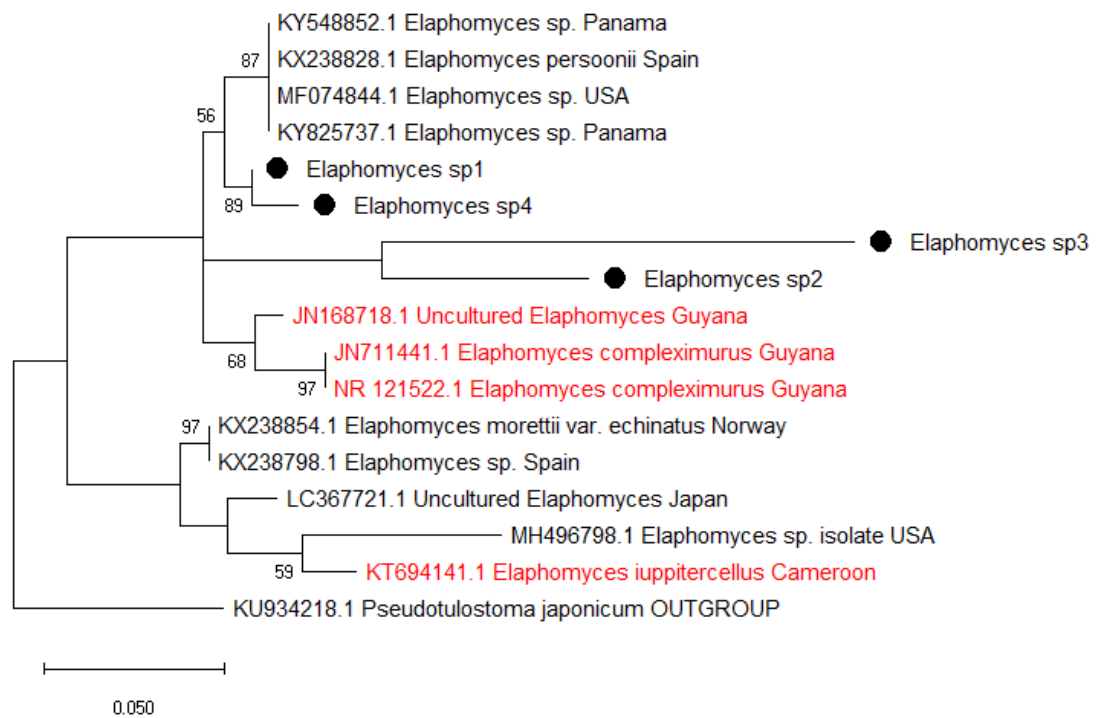 KY548852.1 Elaphomyces sp. Panama
87
KX238828.1 Elaphomyces persoonii Spain
MF074844.1 Elaphomyces sp. USA
56
KY825737.1 Elaphomyces sp. Panama
Elaphomyces sp1
89
Elaphomyces sp4
Elaphomyces sp3
Elaphomyces sp2
JN168718.1 Uncultured Elaphomyces Guyana
68
JN711441.1 Elaphomyces compleximurus Guyana
97
NR 121522.1 Elaphomyces compleximurus Guyana
97
KX238854.1 Elaphomyces morettii var. echinatus Norway
KX238798.1 Elaphomyces sp. Spain
LC367721.1 Uncultured Elaphomyces Japan
MH496798.1 Elaphomyces sp. isolate USA
59
KT694141.1 Elaphomyces iuppitercellus Cameroon
KU934218.1 Pseudotulostoma japonicum OUTGROUP
0.050